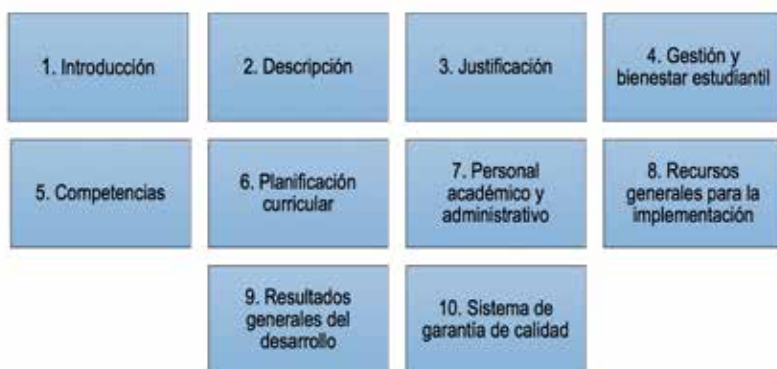 1. Introducción
2. Descripción
3. Justificación
4. Gestión y
bienestar estudiantil
5. Competencias
6. Planificación
curricular
7. Personal
académico y
administrativo
8. Recursos
generales para la
implementación
9. Resultados
generales del
desarrollo
10. Sistema de
garantía de calidad